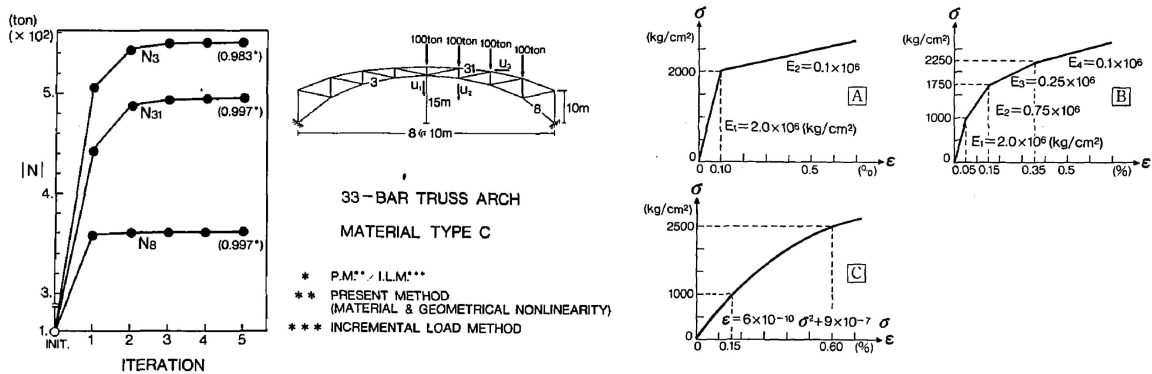 (ton)
(× 10²)
5.
4.
3.
1.
|N|
N3
(0.983*)
N31
(0.997*)
N8
(0.997*)
INIT. 1 2 3 4 5
ITERATION
100ton
100ton 100ton 100ton
31
U3
3
U1
U2
15m
8
10m
8 @ 10m
33-BAR TRUSS ARCH
MATERIAL TYPE C
* P.M.** / I.L.M.***
** PRESENT METHOD
(MATERIAL & GEOMETRICAL NONLINEARITY)
*** INCREMENTAL LOAD METHOD
σ
(kg/cm²)
2000
E₂=0.1×10⁶
A
E₁=2.0×10⁶ (kg/cm²)
0
0 0.10 0.5 (%) ε
σ
(kg/cm²)
2250
1750
1000
0
E₄=0.1×10⁶
E₃=0.25×10⁶
B
E₂=0.75×10⁶
E₁=2.0×10⁶ (kg/cm²)
0 0.05 0.15 0.35 0.5 (%) ε
σ
(kg/cm²)
2500
C
1000
ε=6×10⁻¹⁰ σ²+9×10⁻⁷ σ
0
0 0.15 (%) 0.60 ε